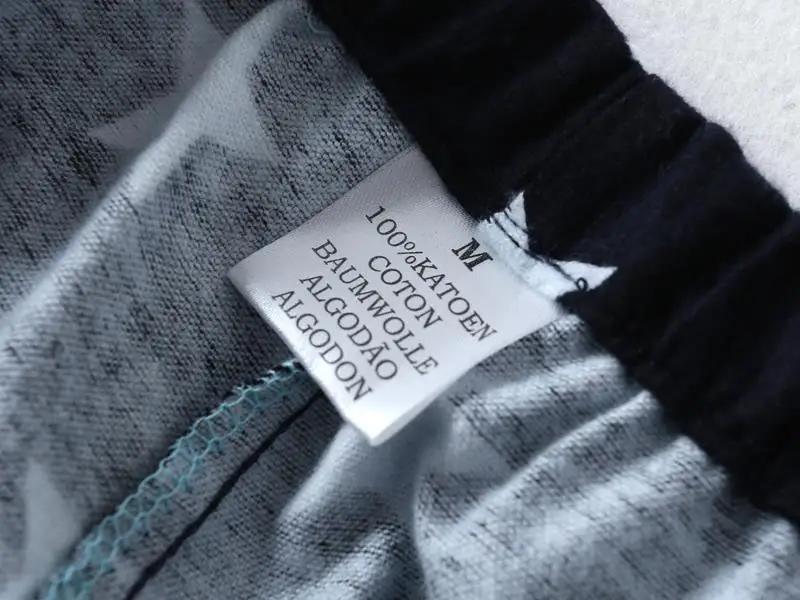 M
100%KATOEN
COTON
BAUMWOLLE
ALGODÃO
ALGODON